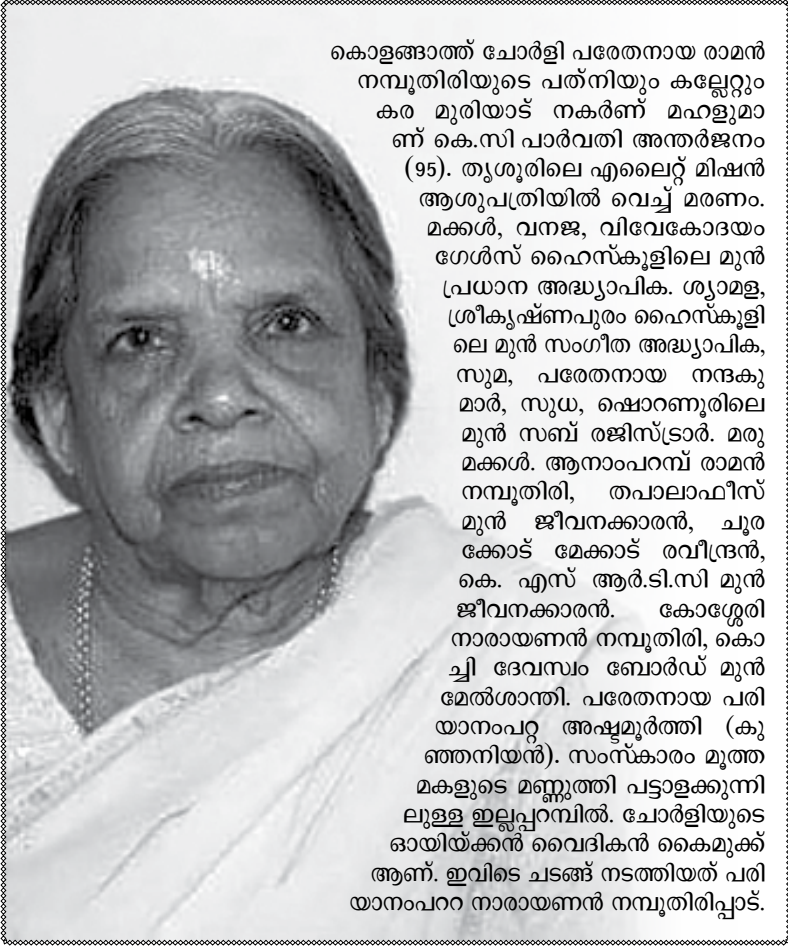 കൊളങ്ങാത്ത് ചോർളി പരേതനായ രാമൻ
നമ്പൂതിരിയുടെ പത്നിയും കല്ലേറ്റും
കര മുരിയാട് നകർണ് മഹളുമാ
ണ് കെ.സി പാർവതി അന്തർജനം
(95). തൃശൂരിലെ എലൈറ്റ് മിഷൻ
ആശുപത്രിയിൽ വെച്ച് മരണം.
മക്കൾ, വനജ, വിവേകോദയം
ഗേൾസ് ഹൈസ്കൂളിലെ മുൻ
പ്രധാന അദ്ധ്യാപിക. ശ്യാമള,
ശ്രീകൃഷ്ണപുരം ഹൈസ്കൂളി
ലെ മുൻ സംഗീത അദ്ധ്യാപിക,
സുമ, പരേതനായ നന്ദകു
മാർ, സുധ, ഷൊറണൂരിലെ
മുൻ സബ് രജിസ്ട്രാർ. മരു
മക്കൾ. ആനാംപറമ്പ് രാമൻ
നമ്പൂതിരി, തപാലാഫീസ്
മുൻ ജീവനക്കാരൻ, ചൂര
ക്കോട് മേക്കാട് രവീന്ദ്രൻ,
കെ. എസ് ആർ.ടി.സി മുൻ
ജീവനക്കാരൻ. കോശ്ശേരി
നാരായണൻ നമ്പൂതിരി, കൊ
ച്ചി ദേവസ്വം ബോർഡ് മുൻ
മേൽശാന്തി. പരേതനായ പരി
യാനംപറ്റ അഷ്ടമൂർത്തി (കു
ഞ്ഞനിയൻ). സംസ്കാരം മൂത്ത
മകളുടെ മണ്ണുത്തി പട്ടാളക്കുന്നി
ലുള്ള ഇല്ലപ്പറമ്പിൽ. ചോർളിയുടെ
ഓയിയ്ക്കൻ വൈദികൻ കൈമുക്ക്
ആണ്. ഇവിടെ ചടങ്ങ് നടത്തിയത് പരി
യാനംപററ നാരായണൻ നമ്പൂതിരിപ്പാട്.